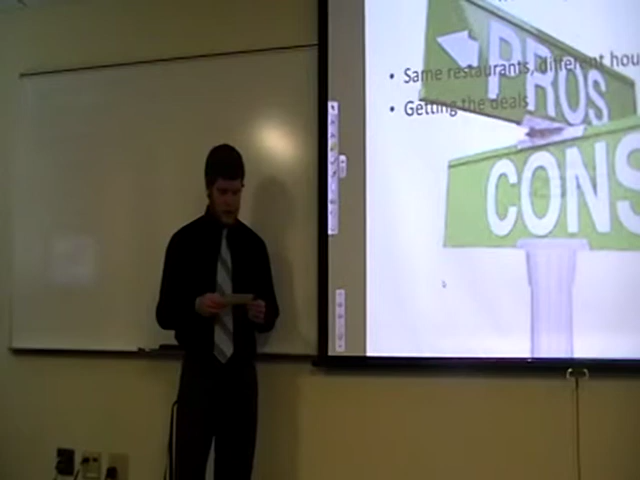 • Same restaurants, different hou
• Getting the deals
PROS
CONS